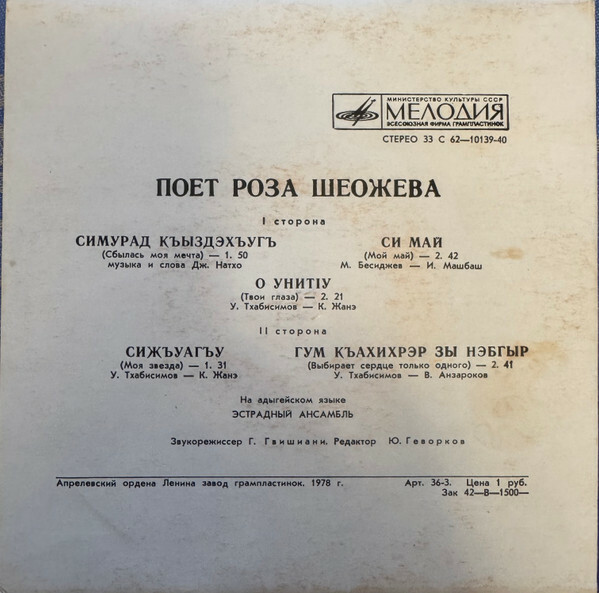 МИНИСТЕРСТВО КУЛЬТУРЫ СССР
МЕЛОДИЯ
ВСЕСОЮЗНАЯ ФИРМА ГРАМПЛАСТИНОК
СТЕРЕО 33 С 62—10139-40
ПОЕТ РОЗА ШЕОЖЕВА
I сторона
СИМУРАД КЪЫЗДЭХЪУГЪ
(Сбылась моя мечта) — 1. 50
музыка и слова Дж. Натхо
СИ МАЙ
(Мой май) — 2. 42
М. Бесиджев — И. Машбаш
О УНИТIУ
(Твои глаза) — 2. 21
У. Тхабисимов — К. Жанэ
II сторона
СИЖЪУАГЪУ
(Моя звезда) — 1. 31
У. Тхабисимов — К. Жанэ
ГУМ КЪАХИХРЭР ЗЫ НЭБГЫР
(Выбирает сердце только одного) — 2. 41
У. Тхабисимов — В. Анзароков
На адыгейском языке
ЭСТРАДНЫЙ АНСАМБЛЬ
Звукорежиссер Г. Гвишиани. Редактор Ю. Геворков
Апрелевский ордена Ленина завод грампластинок. 1978 г. Арт. 36-3. Цена 1 руб.
Зак 42—В—1500—